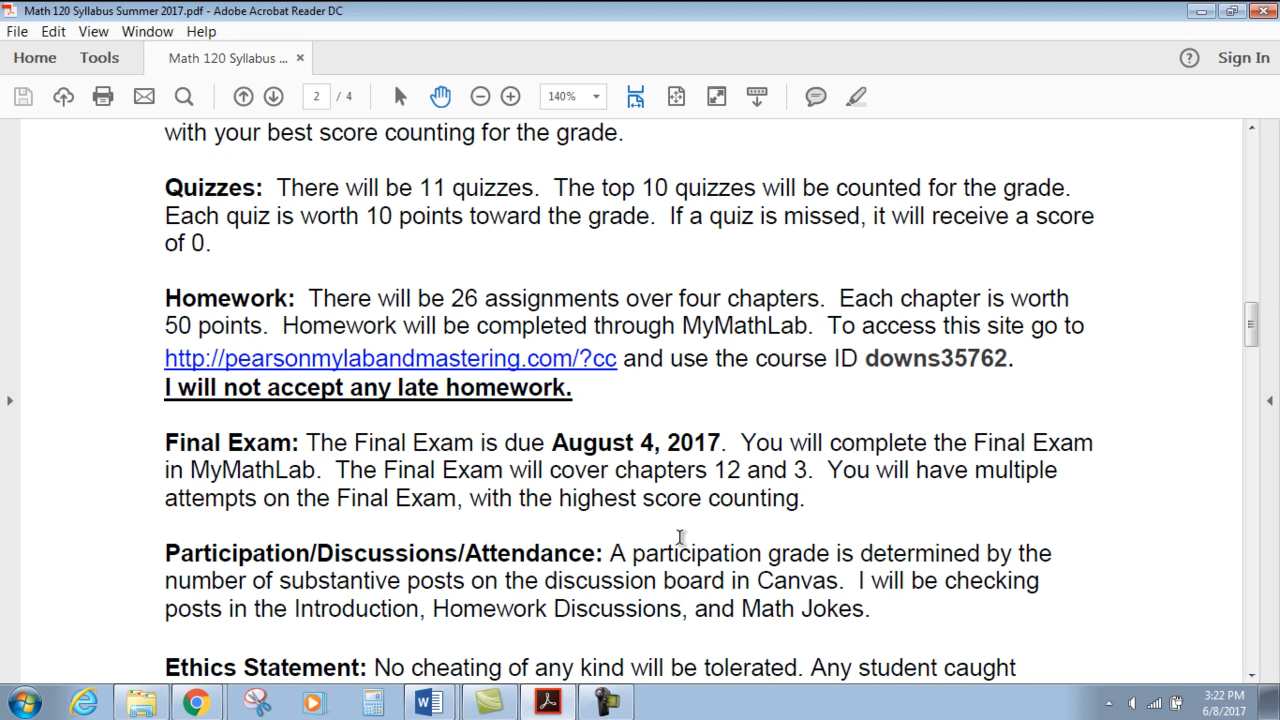 Math 120 Syllabus Summer 2017.pdf - Adobe Acrobat Reader DC
File Edit View Window Help
Home Tools Math 120 Syllabus ... × ? Sign In
2 / 4 140%
with your best score counting for the grade.
Quizzes: There will be 11 quizzes. The top 10 quizzes will be counted for the grade.
Each quiz is worth 10 points toward the grade. If a quiz is missed, it will receive a score
of 0.
Homework: There will be 26 assignments over four chapters. Each chapter is worth
50 points. Homework will be completed through MyMathLab. To access this site go to
http://pearsonmylabandmastering.com/?cc and use the course ID downs35762.
I will not accept any late homework.
Final Exam: The Final Exam is due August 4, 2017. You will complete the Final Exam
in MyMathLab. The Final Exam will cover chapters 12 and 3. You will have multiple
attempts on the Final Exam, with the highest score counting.
Participation/Discussions/Attendance: A participation grade is determined by the
number of substantive posts on the discussion board in Canvas. I will be checking
posts in the Introduction, Homework Discussions, and Math Jokes.
Ethics Statement: No cheating of any kind will be tolerated. Any student caught
3:22 PM
6/8/2017